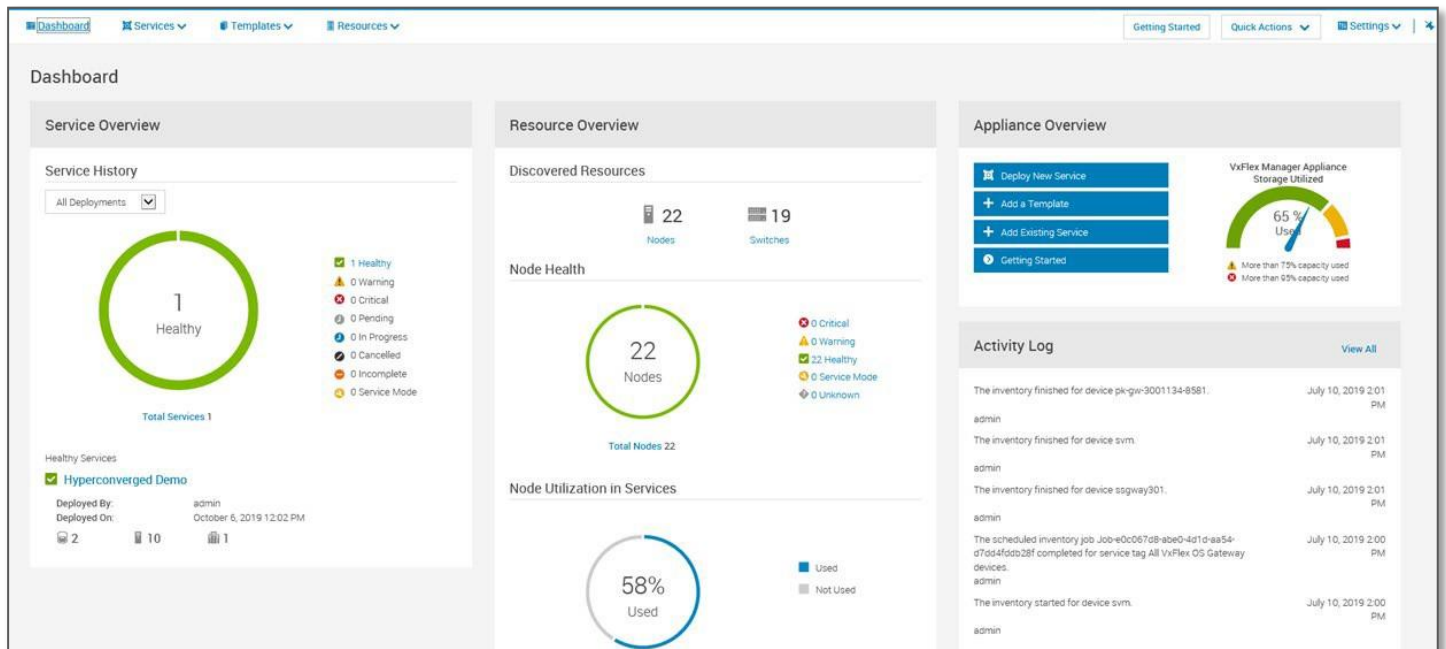 Dashboard Services Templates Resources Getting Started Quick Actions Settings
Dashboard
Service Overview
Service History
All Deployments
1
Healthy
1 Healthy
0 Warning
0 Critical
0 Pending
0 In Progress
0 Cancelled
0 Incomplete
0 Service Mode
Total Services 1
Healthy Services
Hyperconverged Demo
Deployed By: admin
Deployed On: October 6, 2019 12:02 PM
2 10 1
Resource Overview
Discovered Resources
22 19
Nodes Switches
Node Health
22
Nodes
0 Critical
0 Warning
22 Healthy
0 Service Mode
0 Unknown
Total Nodes 22
Node Utilization in Services
58%
Used
Used
Not Used
Appliance Overview
Deploy New Service
Add a Template
Add Existing Service
Getting Started
VxFlex Manager Appliance
Storage Utilized
65 %
Used
More than 75% capacity used
More than 95% capacity used
Activity Log View All
The inventory finished for device pk-gw-3001134-8581. July 10, 2019 2:01
PM
admin
The inventory finished for device svm. July 10, 2019 2:01
PM
admin
The inventory finished for device ssgway301. July 10, 2019 2:01
PM
admin
The scheduled inventory job Job-e0c067d8-abe0-4d1d-aa54- July 10, 2019 2:00
d7dd4fddb28f completed for service tag All VxFlex OS Gateway PM
devices.
admin
The inventory started for device svm. July 10, 2019 2:00
PM
admin